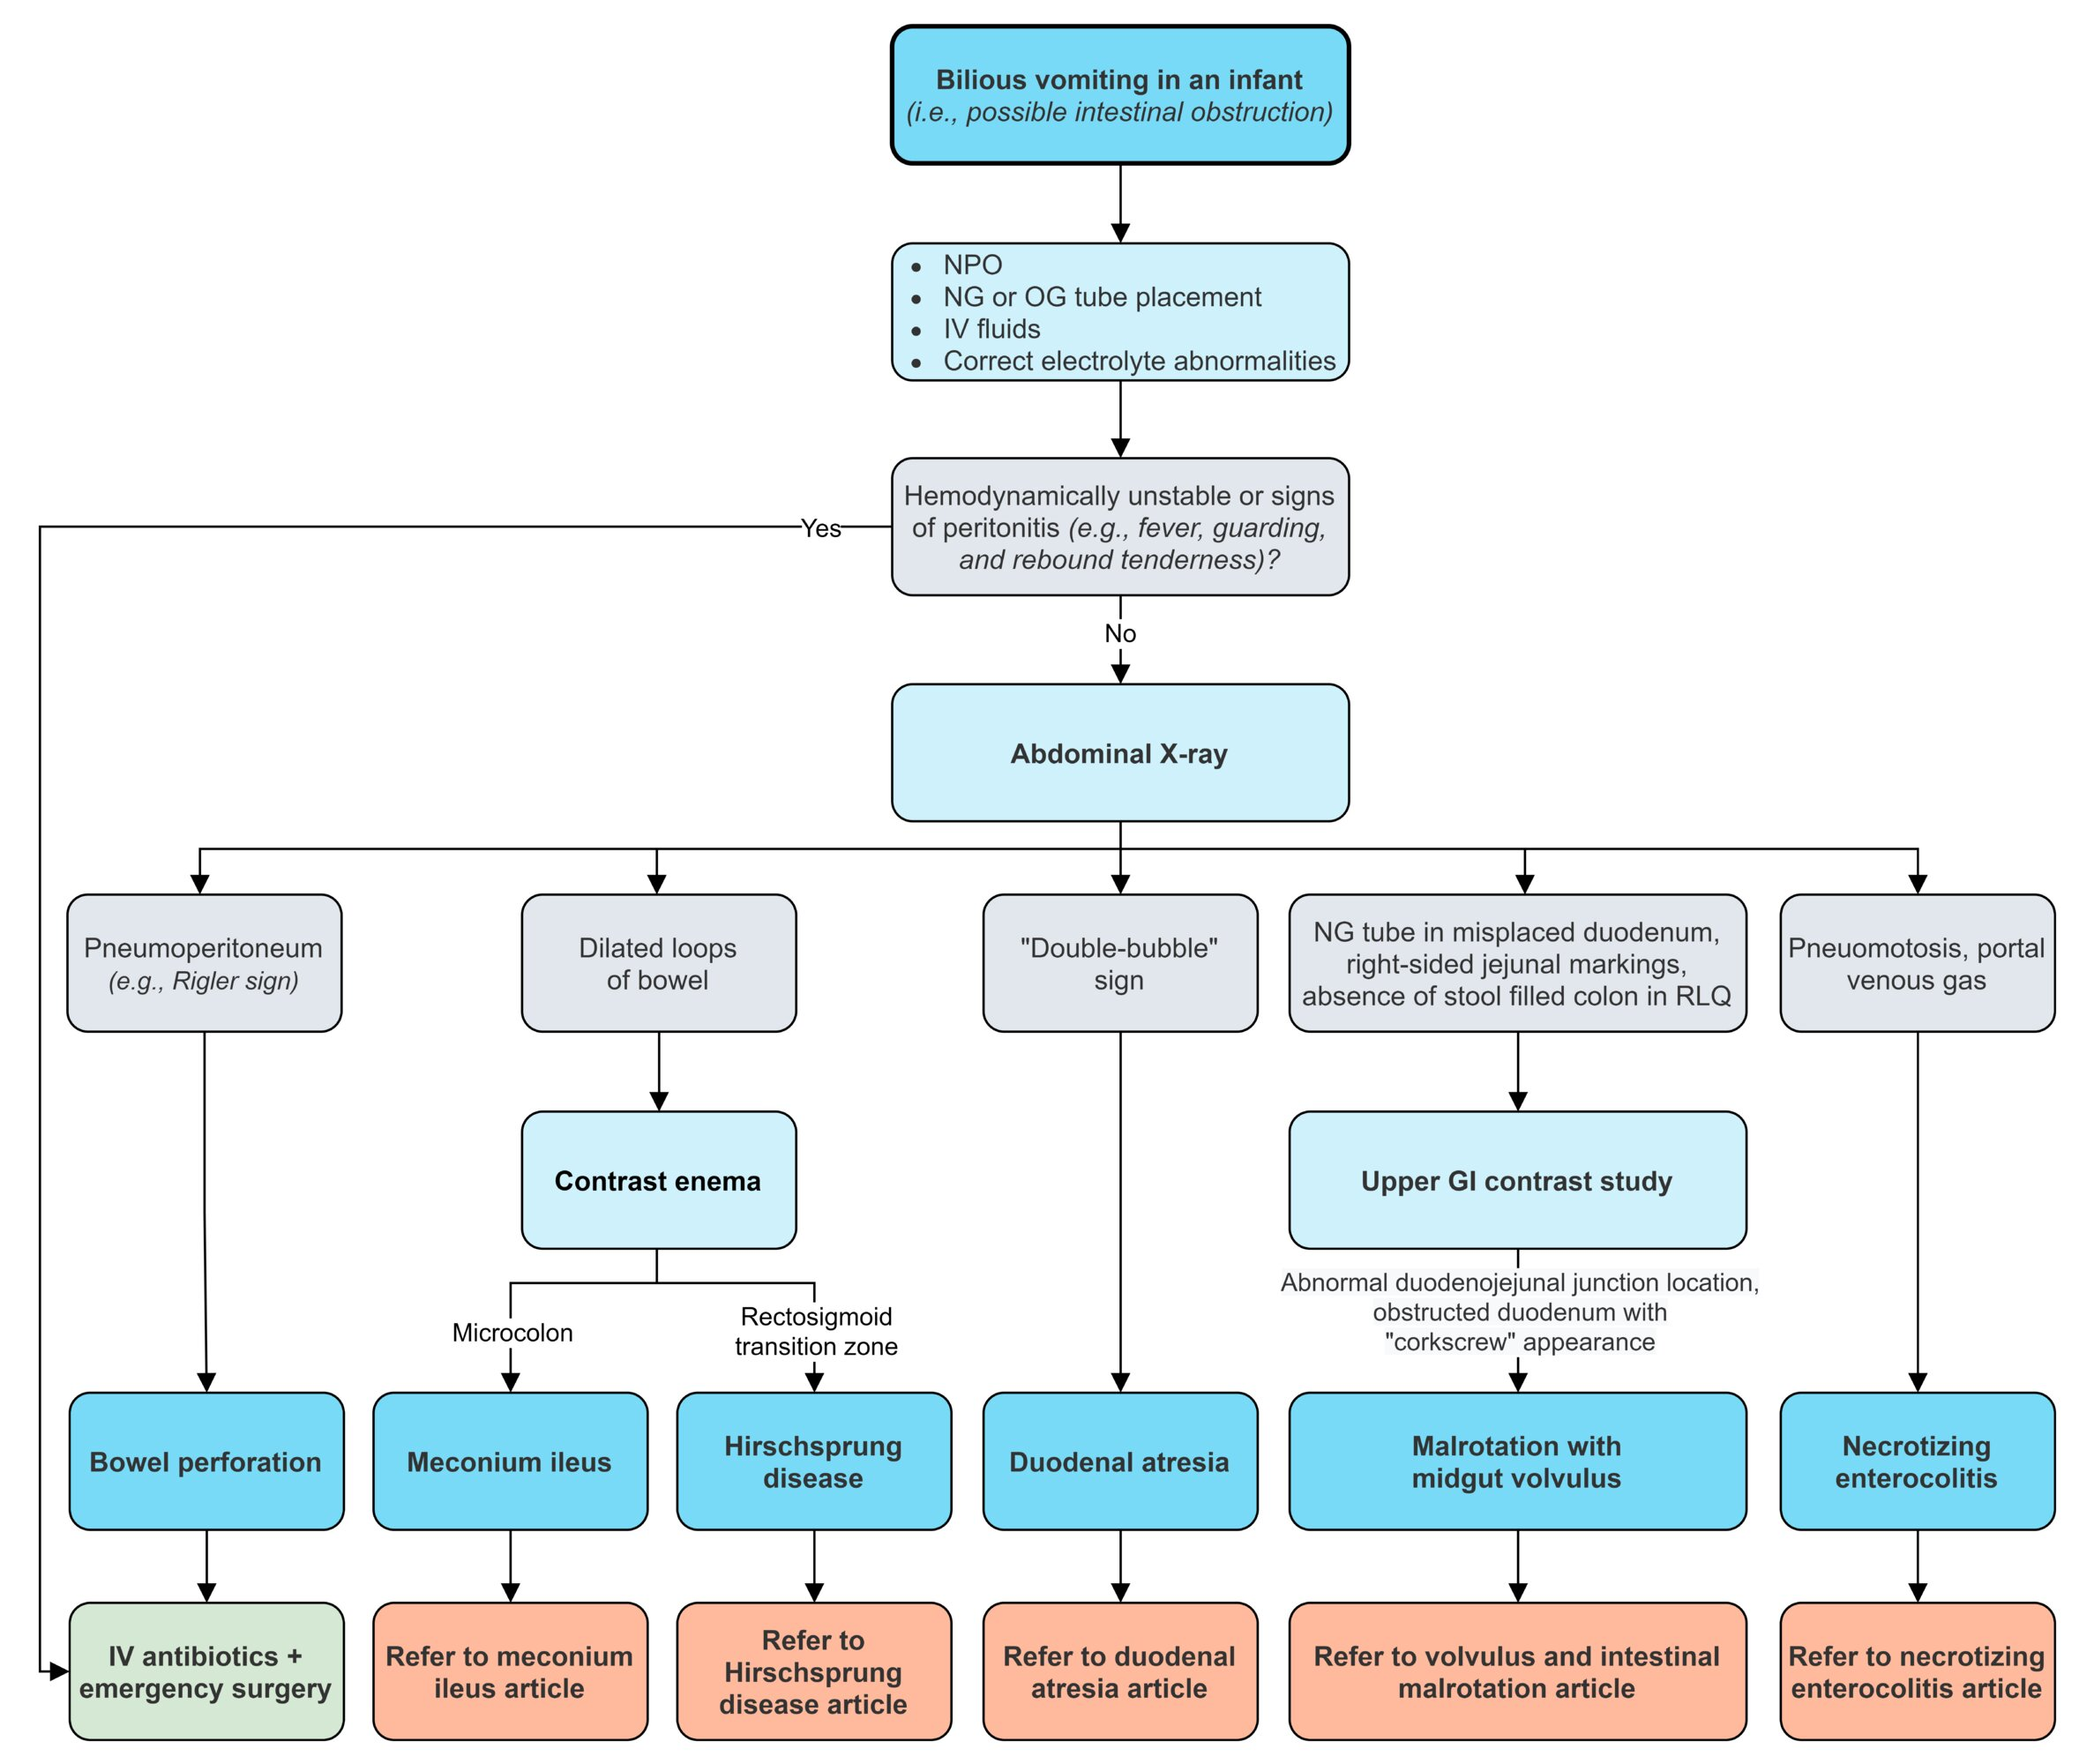 Bilious vomiting in an infant
(i.e., possible intestinal obstruction)
• NPO
• NG or OG tube placement
• IV fluids
• Correct electrolyte abnormalities
Hemodynamically unstable or signs
of peritonitis (e.g., fever, guarding,
and rebound tenderness)?
Yes
No
Abdominal X-ray
Pneumoperitoneum
(e.g., Rigler sign)
Dilated loops
of bowel
"Double-bubble"
sign
NG tube in misplaced duodenum,
right-sided jejunal markings,
absence of stool filled colon in RLQ
Pneuomotosis, portal
venous gas
Contrast enema
Upper GI contrast study
Microcolon
Rectosigmoid
transition zone
Abnormal duodenojejunal junction location,
obstructed duodenum with
"corkscrew" appearance
Bowel perforation
Meconium ileus
Hirschsprung
disease
Duodenal atresia
Malrotation with
midgut volvulus
Necrotizing
enterocolitis
IV antibiotics +
emergency surgery
Refer to meconium
ileus article
Refer to
Hirschsprung
disease article
Refer to duodenal
atresia article
Refer to volvulus and intestinal
malrotation article
Refer to necrotizing
enterocolitis article